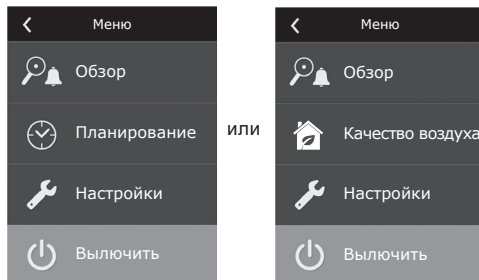 Меню
Обзор
Планирование
Настройки
Вылючить
или
Меню
Обзор
Качество воздуха
Настройки
Вылючить